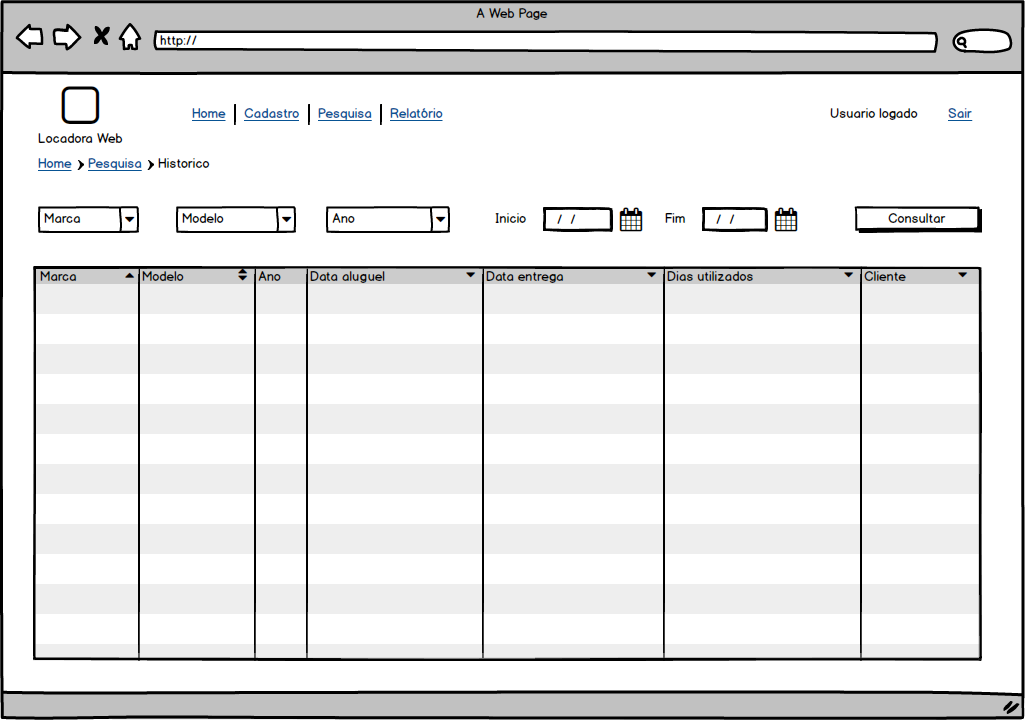 A Web Page
http://
Home Cadastro Pesquisa Relatório Usuario logado Sair
Locadora Web
Home Pesquisa Historico
Marca Modelo Ano Inicio / / Fim / / Consultar
Marca Modelo Ano Data aluguel Data entrega Dias utilizados Cliente